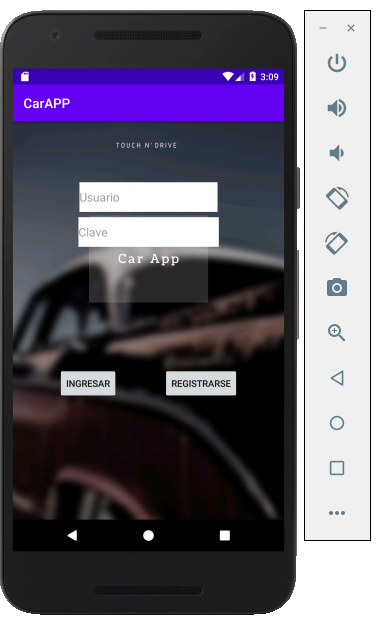 3:09
CarAPP
TOUCH N' DRIVE
Usuario
Clave
Car App
INGRESAR
REGISTRARSE